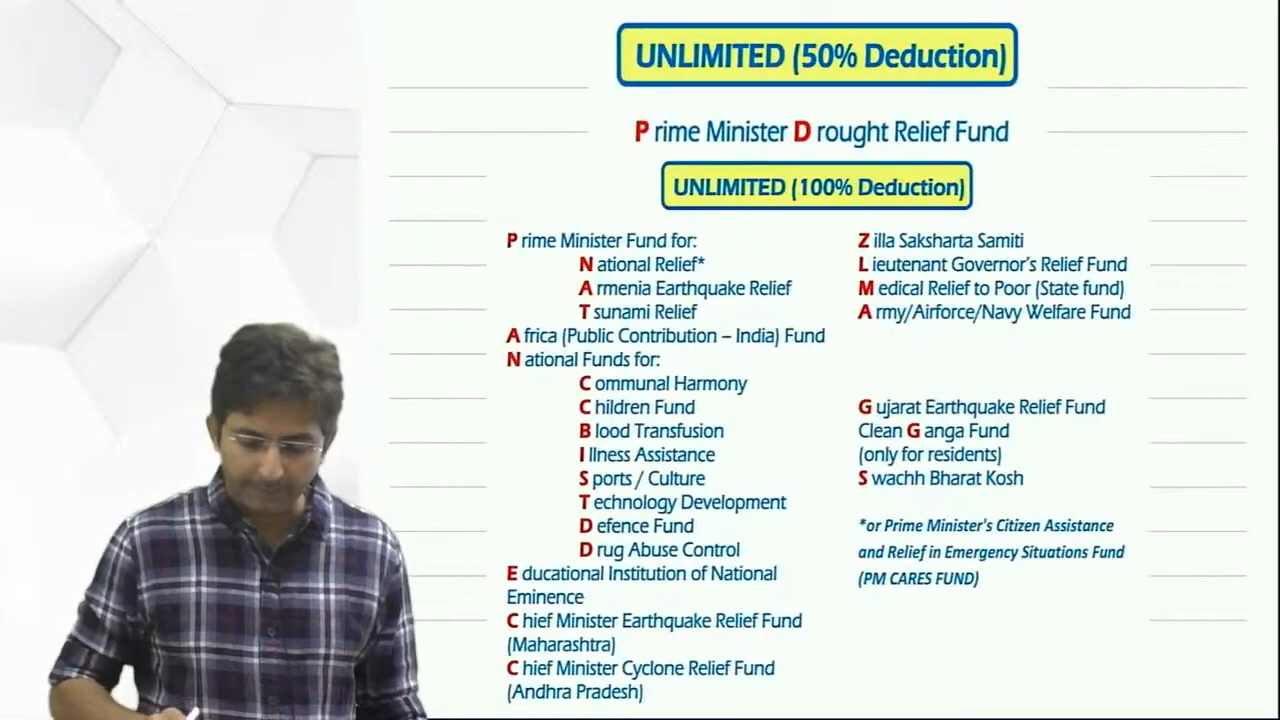 UNLIMITED (50% Deduction)
Prime Minister Drought Relief Fund
UNLIMITED (100% Deduction)
Prime Minister Fund for:
National Relief*
Armenia Earthquake Relief
Tsunami Relief
Africa (Public Contribution – India) Fund
National Funds for:
Communal Harmony
Children Fund
Blood Transfusion
Illness Assistance
Sports / Culture
Technology Development
Defence Fund
Drug Abuse Control
Educational Institution of National
Eminence
Chief Minister Earthquake Relief Fund
(Maharashtra)
Chief Minister Cyclone Relief Fund
(Andhra Pradesh)
Zilla Saksharta Samiti
Lieutenant Governor's Relief Fund
Medical Relief to Poor (State fund)
Army/Airforce/Navy Welfare Fund
Gujarat Earthquake Relief Fund
Clean Ganga Fund
(only for residents)
Swachh Bharat Kosh
*or Prime Minister's Citizen Assistance
and Relief in Emergency Situations Fund
(PM CARES FUND)